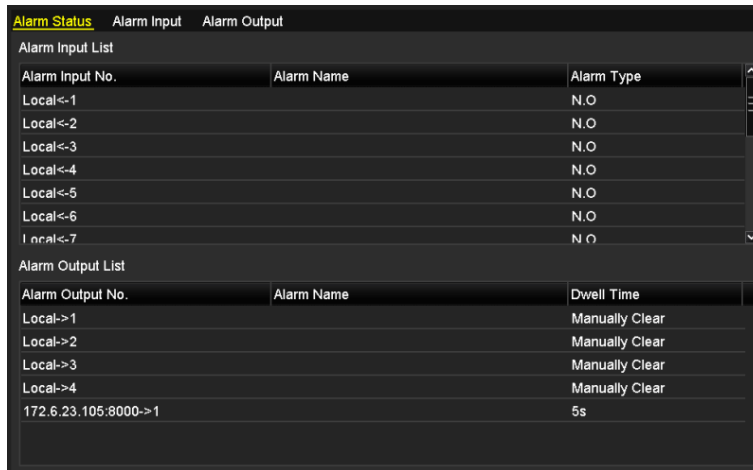 Alarm Status Alarm Input Alarm Output
Alarm Input List
Alarm Input No. Alarm Name Alarm Type
Local<-1 N.O
Local<-2 N.O
Local<-3 N.O
Local<-4 N.O
Local<-5 N.O
Local<-6 N.O
Local<-7 N.O
Alarm Output List
Alarm Output No. Alarm Name Dwell Time
Local->1 Manually Clear
Local->2 Manually Clear
Local->3 Manually Clear
Local->4 Manually Clear
172.6.23.105:8000->1 5s